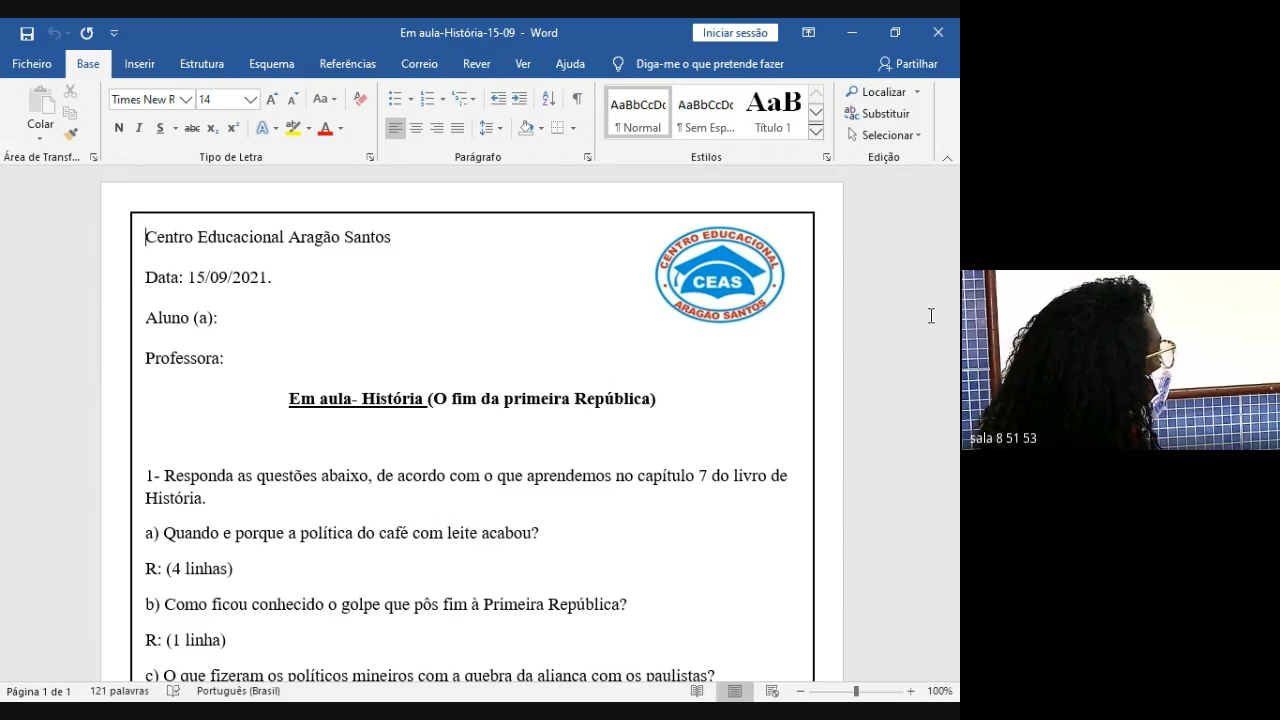 Em aula-História-15-09 - Word
Iniciar sessão
Ficheiro Base Inserir Estrutura Esquema Referências Correio Rever Ver Ajuda Diga-me o que pretende fazer Partilhar
Colar
Times New R 14
Aa
N I S abc x₂ x² A A
AaBbCcDc AaBbCcDc AaB
¶ Normal ¶ Sem Esp... Título 1
Localizar
Substituir
Selecionar
Área de Transf... Tipo de Letra Parágrafo Estilos Edição
Centro Educacional Aragão Santos
CENTRO EDUCACIONAL
CEAS
ARAGÃO SANTOS
Data: 15/09/2021.
Aluno (a):
Professora:
Em aula- História (O fim da primeira República)
1- Responda as questões abaixo, de acordo com o que aprendemos no capítulo 7 do livro de
História.
a) Quando e porque a política do café com leite acabou?
R: (4 linhas)
b) Como ficou conhecido o golpe que pôs fim à Primeira República?
R: (1 linha)
c) O que fizeram os políticos mineiros com a quebra da aliança com os paulistas?
Página 1 de 1 121 palavras Português (Brasil) 100%
sala 8 51 53